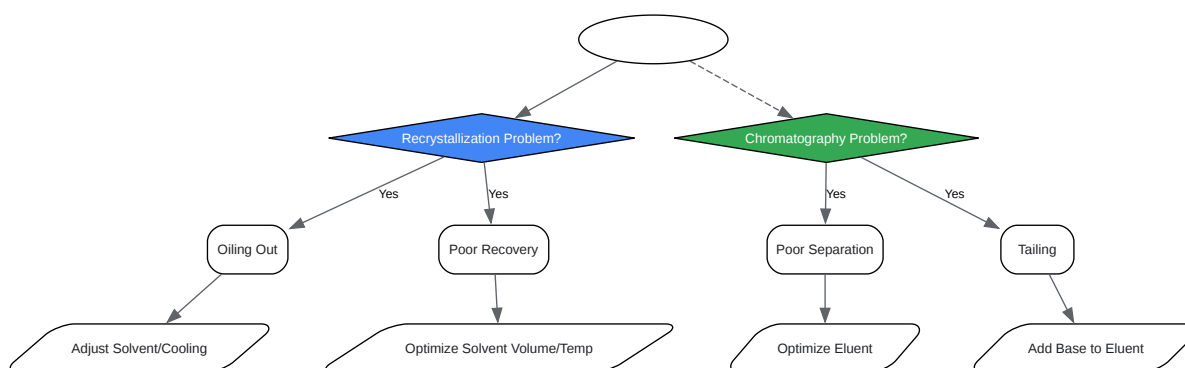 Recrystallization Problem?
Chromatography Problem?
Yes
Yes
Yes
Yes
Oiling Out
Poor Recovery
Poor Separation
Tailing
Adjust Solvent/Cooling
Optimize Solvent Volume/Temp
Optimize Eluent
Add Base to Eluent